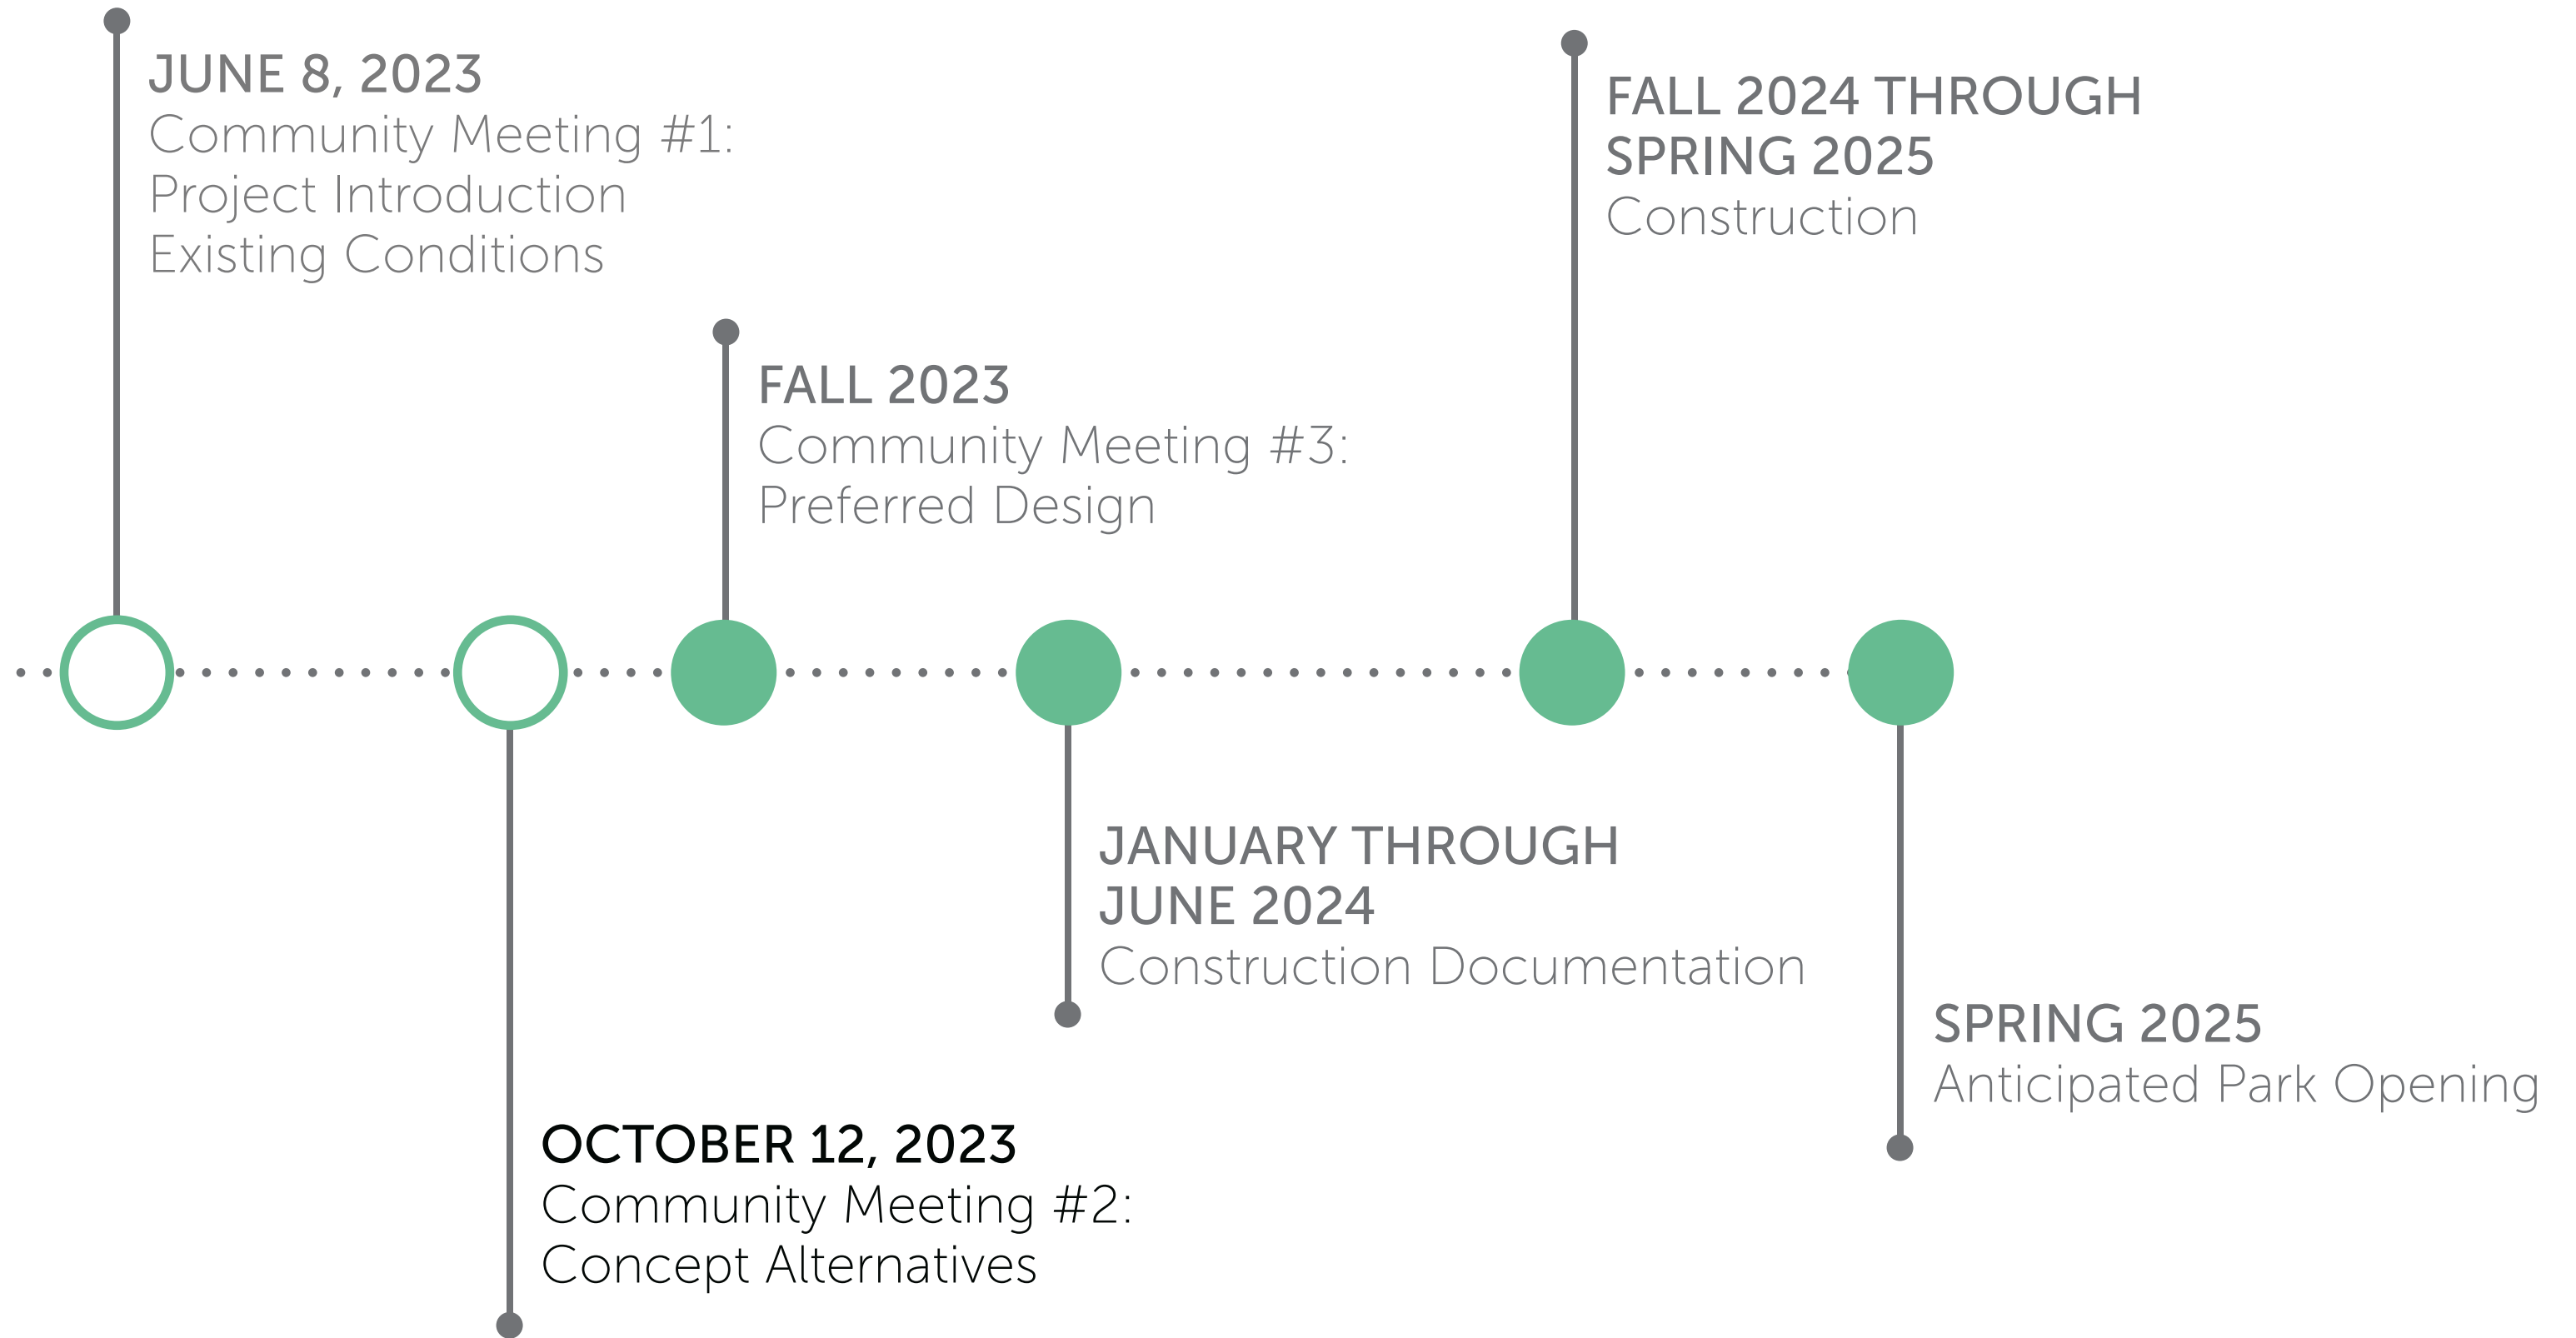 JUNE 8, 2023
Community Meeting #1:
Project Introduction
Existing Conditions
OCTOBER 12, 2023
Community Meeting #2:
Concept Alternatives
FALL 2023
Community Meeting #3:
Preferred Design
JANUARY THROUGH
JUNE 2024
Construction Documentation
FALL 2024 THROUGH
SPRING 2025
Construction
SPRING 2025
Anticipated Park Opening